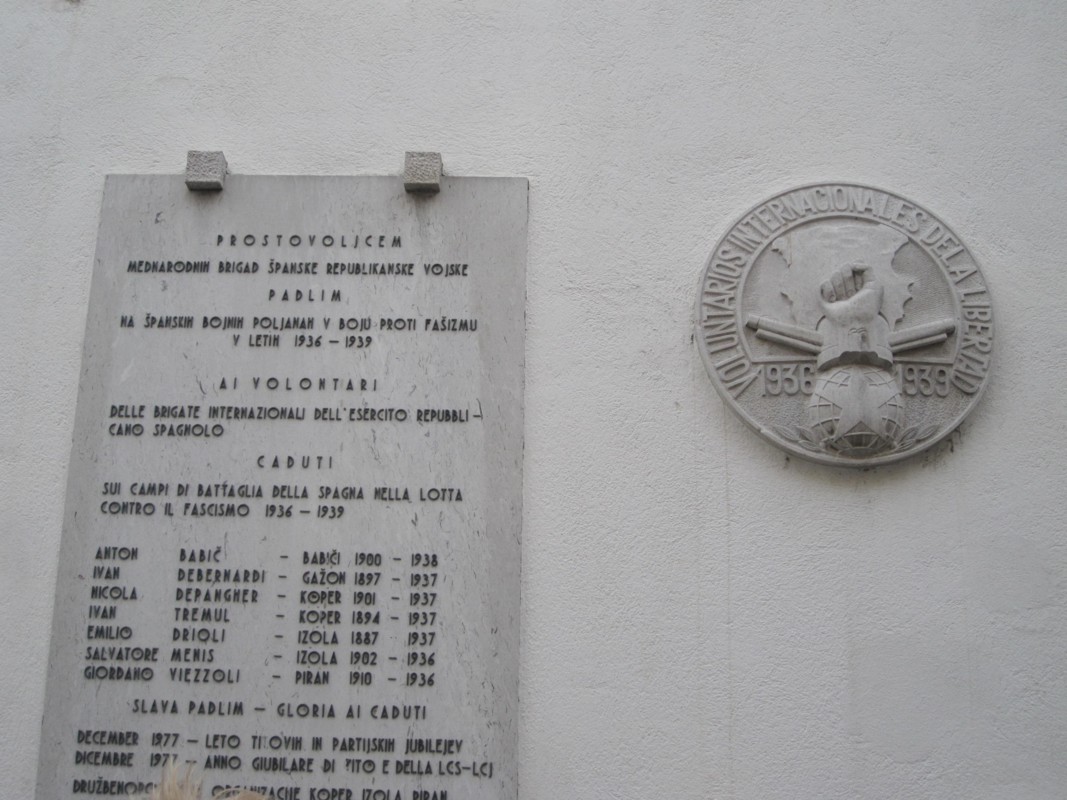 PROSTOVOLJCEM
MEDNARODNIH BRIGAD ŠPANSKE REPUBLIKANSKE VOJSKE
PADLIM
NA ŠPANSKIH BOJNIH POLJANAH V BOJU PROTI FAŠIZMU
V LETIH 1936 – 1939
AI VOLONTARI
DELLE BRIGATE INTERNAZIONALI DELL'ESERCITO REPUBBLI –
CANO SPAGNOLO
CADUTI
SUI CAMPI DI BATTAGLIA DELLA SPAGNA NELLA LOTTA
CONTRO IL FASCISMO 1936 – 1939
ANTON BABIČ – BABIČI 1900 – 1938
IVAN DEBERNARDI – GAŽON 1897 – 1937
NICOLA DEPANGHER – KOPER 1901 – 1937
IVAN TREMUL – KOPER 1894 – 1937
EMILIO DRIOLI – IZOLA 1887 1937
SALVATORE MENIS – IZOLA 1902 – 1936
GIORDANO VIEZZOLI – PIRAN 1910 – 1936
SLAVA PADLIM – GLORIA AI CADUTI
DECEMBER 1977 – LETO TITOVIH IN PARTIJSKIH JUBILEJEV
DICEMBRE 1977 – ANNO GIUBILARE DI TITO E DELLA LCS-LCJ
ORGANIZACIJE KOPER IZOLA PIRAN
VOLUNTARIOS INTERNACIONALES DE LA LIBERTAD
1936 1939